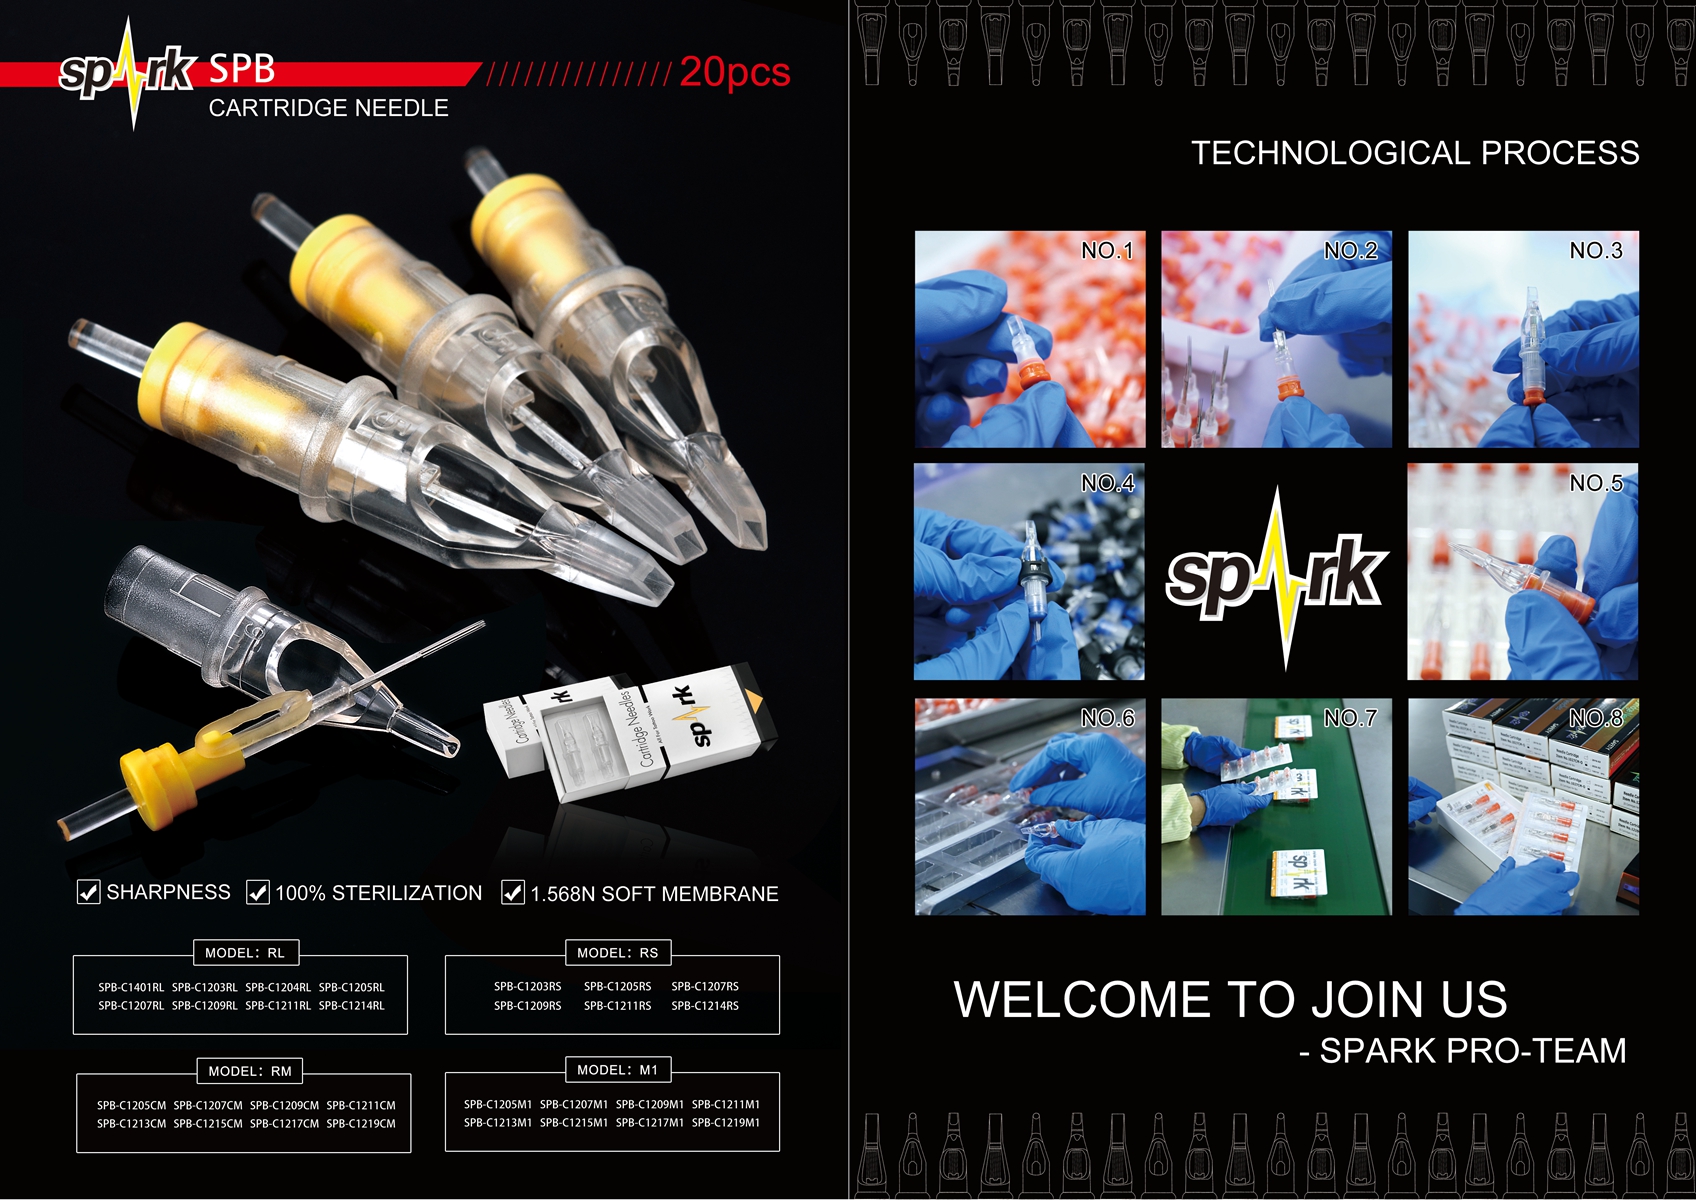 spark SPB
20pcs
CARTRIDGE NEEDLE
Cartridge Needles
spark
SHARPNESS
100% STERILIZATION
1.568N SOFT MEMBRANE
MODEL: RL
SPB-C1401RL SPB-C1203RL SPB-C1204RL SPB-C1205RL
SPB-C1207RL SPB-C1209RL SPB-C1211RL SPB-C1214RL
MODEL: RS
SPB-C1203RS SPB-C1205RS SPB-C1207RS
SPB-C1209RS SPB-C1211RS SPB-C1214RS
MODEL: RM
SPB-C1205CM SPB-C1207CM SPB-C1209CM SPB-C1211CM
SPB-C1213CM SPB-C1215CM SPB-C1217CM SPB-C1219CM
MODEL: M1
SPB-C1205M1 SPB-C1207M1 SPB-C1209M1 SPB-C1211M1
SPB-C1213M1 SPB-C1215M1 SPB-C1217M1 SPB-C1219M1
TECHNOLOGICAL PROCESS
NO.1
NO.2
NO.3
NO.4
spark
NO.5
NO.6
NO.7
spark
NO.8
WELCOME TO JOIN US
- SPARK PRO-TEAM